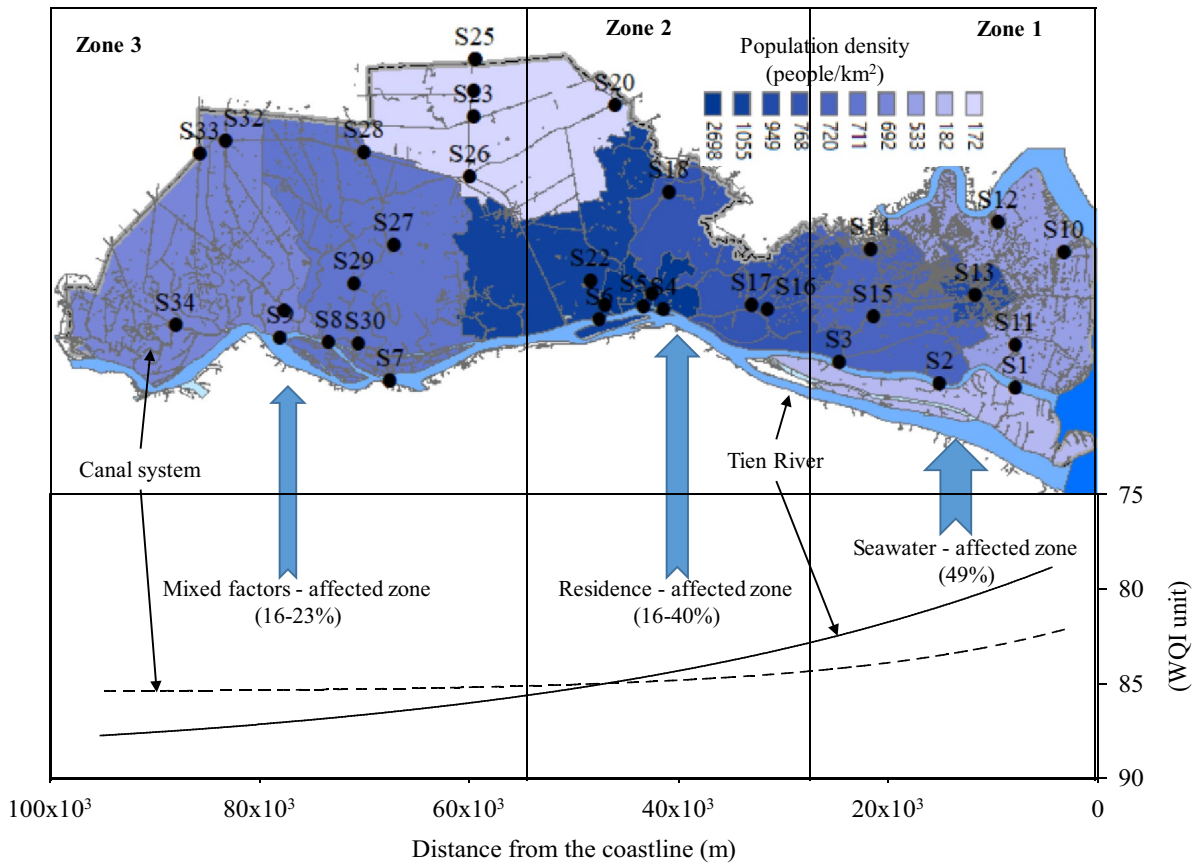 Zone 3
Zone 2
Zone 1
Population density
(people/km²)
2698
1055
949
768
720
711
692
533
182
172
S25
S23
S20
S32
S33
S28
S26
S18
S12
S10
S14
S27
S29
S22
S13
S6
S5
S4
S17
S16
S15
S34
S8
S30
S3
S11
S7
S2
S1
Canal system
Tien River
Mixed factors - affected zone
(16-23%)
Residence - affected zone
(16-40%)
Seawater - affected zone
(49%)
75
80
85
90
(WQI unit)
100x10³
80x10³
60x10³
40x10³
20x10³
0
Distance from the coastline (m)